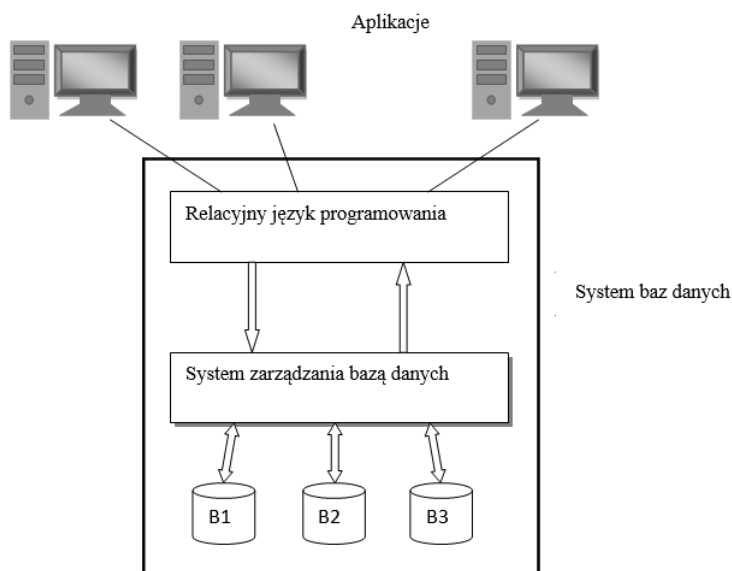 Aplikacje
Relacyjny język programowania
System baz danych
System zarządzania bazą danych
B1
B2
B3